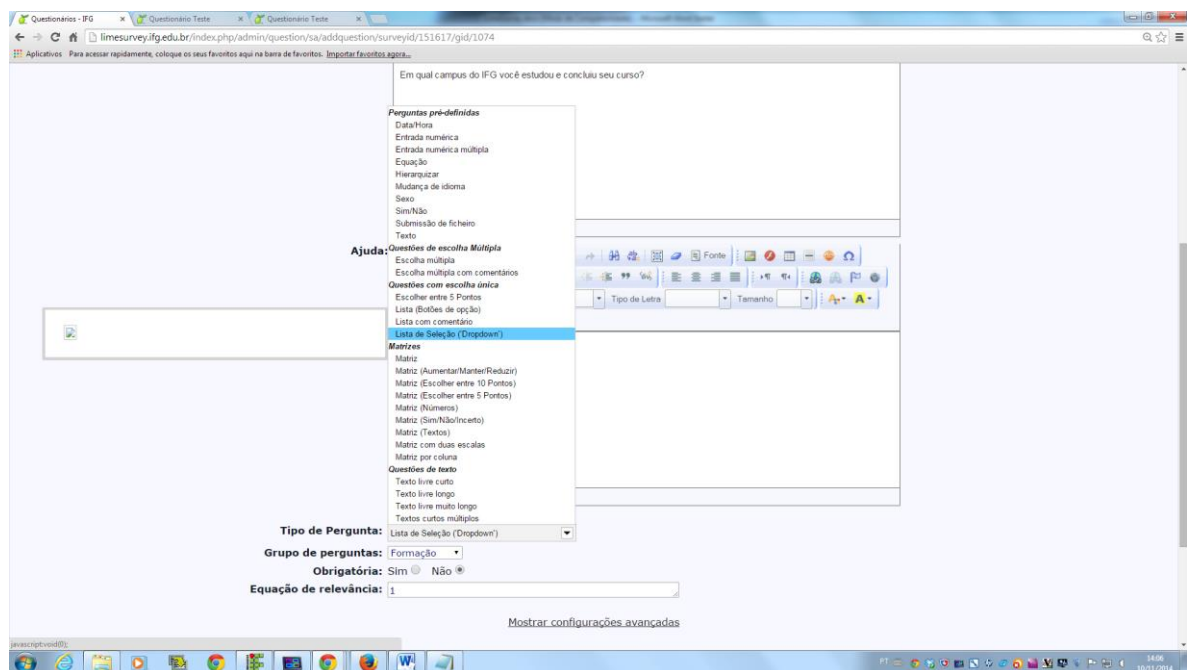 Questionários - IFG
Questionário Teste
Questionário Teste
limesurvey.ifg.edu.br/index.php/admin/question/sa/addquestion/surveyid/151617/gid/1074
Aplicativos Para acessar rapidamente, coloque os seus favoritos aqui na barra de favoritos. Importar favoritos agora...
Em qual campus do IFG você estudou e concluiu seu curso?
Perguntas pré-definidas
Data/Hora
Entrada numérica
Entrada numérica múltipla
Equação
Hierarquizar
Mudança de idioma
Sexo
Sim/Não
Submissão de ficheiro
Texto
Ajuda:
Questões de escolha Múltipla
Escolha múltipla
Escolha múltipla com comentários
Questões com escolha única
Escolher entre 5 Pontos
Lista (Botões de opção)
Lista com comentário
Lista de Seleção ('Dropdown')
Fonte
Tipo de Letra
Tamanho
Matrizes
Matriz
Matriz (Aumentar/Manter/Reduzir)
Matriz (Escolher entre 10 Pontos)
Matriz (Escolher entre 5 Pontos)
Matriz (Números)
Matriz (Sim/Não/Incerto)
Matriz (Textos)
Matriz com duas escalas
Matriz por coluna
Questões de texto
Texto livre curto
Texto livre longo
Texto livre muito longo
Textos curtos múltiplos
Tipo de Pergunta: Lista de Seleção ('Dropdown')
Grupo de perguntas: Formação
Obrigatória: Sim Não
Equação de relevância: 1
Mostrar configurações avançadas
javascript:void(0);
PT
14:06
10/11/2014